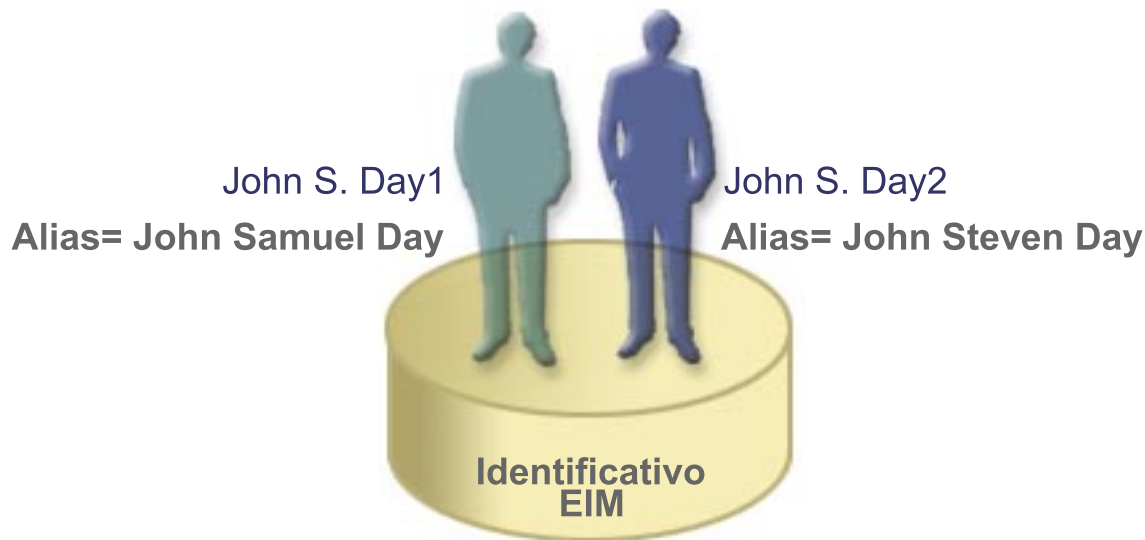 John S. Day1
John S. Day2
Alias= John Samuel Day
Alias= John Steven Day
Identificativo
EIM